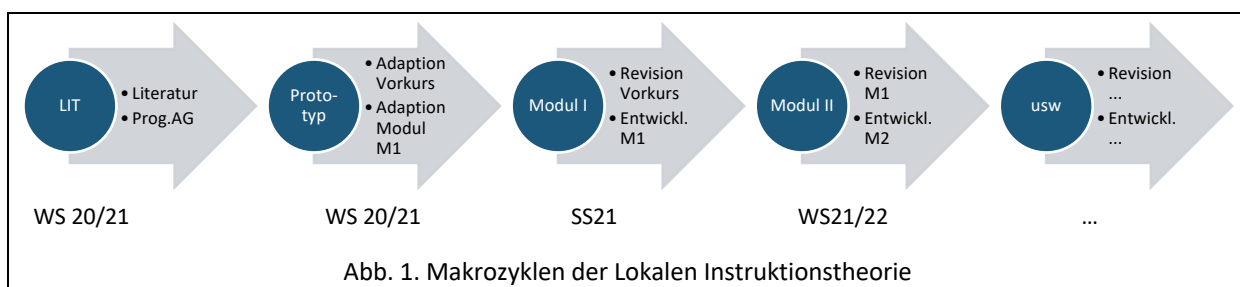 LIT
• Literatur
• Prog.AG
Proto-
typ
• Adaption
Vorkurs
• Adaption
Modul
M1
Modul I
• Revision
Vorkurs
• Entwickl.
M1
Modul II
• Revision
M1
• Entwickl.
M2
usw
• Revision
...
• Entwickl.
...
WS 20/21
WS 20/21
SS21
WS21/22
...
Abb. 1. Makrozyklen der Lokalen Instruktionstheorie